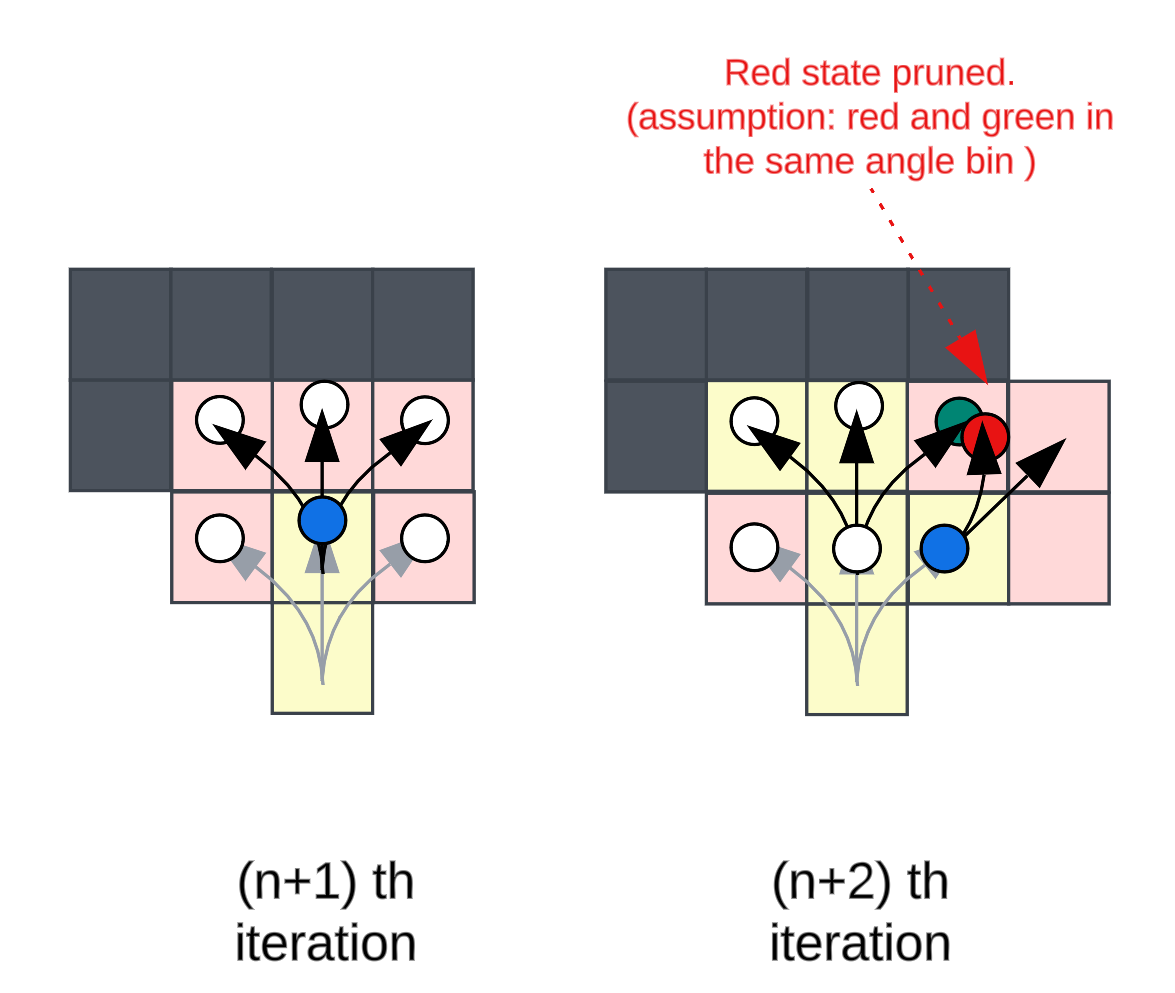 Red state pruned.
(assumption: red and green in
the same angle bin )
(n+1) th
iteration
(n+2) th
iteration